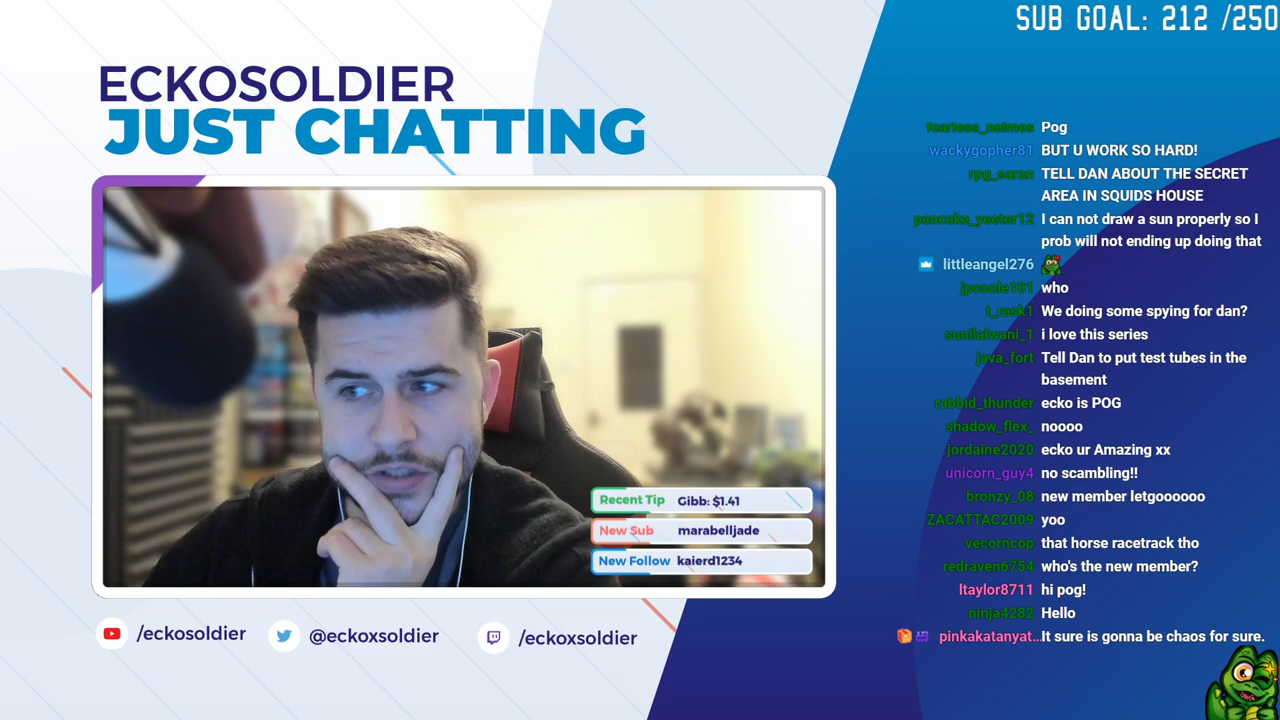 SUB GOAL: 212 /250
ECKOSOLDIER
JUST CHATTING
fearless_nelmes Pog
wackygopher81 BUT U WORK SO HARD!
rpg_saran TELL DAN ABOUT THE SECRET
AREA IN SQUIDS HOUSE
pancake_yeeter12 I can not draw a sun properly so I
prob will not ending up doing that
littleangel276
jpcoole101 who
t_rask1 We doing some spying for dan?
sunilalwani_1 i love this series
java_fort Tell Dan to put test tubes in the
basement
rabbid_thunder ecko is POG
shadow_flex_ noooo
jordaine2020 ecko ur Amazing xx
unicorn_guy4 no scambling!!
bronzy_08 new member letgoooooo
ZACATTAC2009 yoo
vecorncop that horse racetrack tho
redraven6754 who's the new member?
ltaylor8711 hi pog!
ninja4282 Hello
pinkakatanyat... It sure is gonna be chaos for sure.
Recent Tip Gibb: $1.41
New Sub marabelljade
New Follow kaierd1234
/eckosoldier @eckoxsoldier /eckoxsoldier